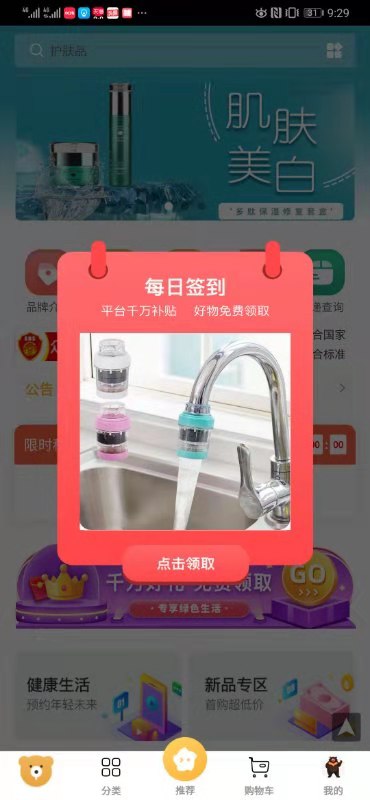 9:29
护肤品
肌肤
美白
多肽保湿修复套盒
每日签到
平台千万补贴 好物免费领取
品牌介
递查询
合国家
合标准
公告
限时
00:00
点击领取
千万好礼 免费领取
GO
专享绿色生活
健康生活
预约年轻未来
新品专区
首购超低价
分类
推荐
购物车
我的